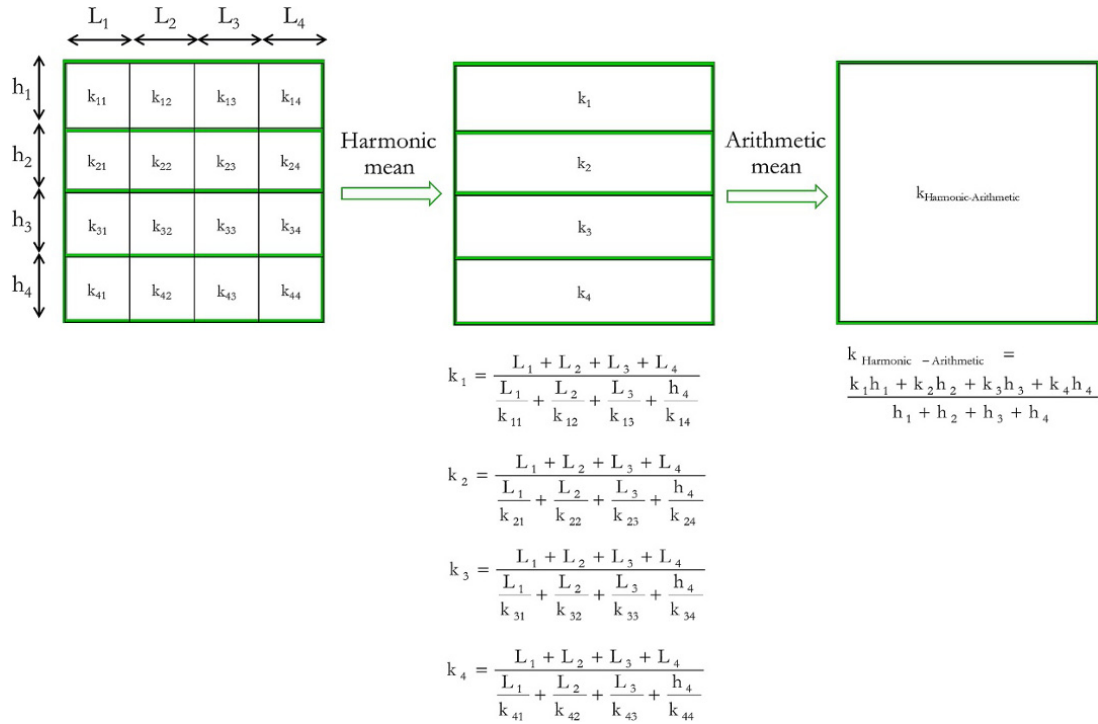 L₁ L₂ L₃ L₄
h₁ k₁₁ k₁₂ k₁₃ k₁₄
h₂ k₂₁ k₂₂ k₂₃ k₂₄
h₃ k₃₁ k₃₂ k₃₃ k₃₄
h₄ k₄₁ k₄₂ k₄₃ k₄₄
Harmonic
mean
k₁
k₂
k₃
k₄
Arithmetic
mean
k_Harmonic-Arithmetic
k₁ = (L₁ + L₂ + L₃ + L₄) / (L₁/k₁₁ + L₂/k₁₂ + L₃/k₁₃ + h₄/k₁₄)
k₂ = (L₁ + L₂ + L₃ + L₄) / (L₁/k₂₁ + L₂/k₂₂ + L₃/k₂₃ + h₄/k₂₄)
k₃ = (L₁ + L₂ + L₃ + L₄) / (L₁/k₃₁ + L₂/k₃₂ + L₃/k₃₃ + h₄/k₃₄)
k₄ = (L₁ + L₂ + L₃ + L₄) / (L₁/k₄₁ + L₂/k₄₂ + L₃/k₄₃ + h₄/k₄₄)
k_Harmonic – Arithmetic =
(k₁h₁ + k₂h₂ + k₃h₃ + k₄h₄) / (h₁ + h₂ + h₃ + h₄)